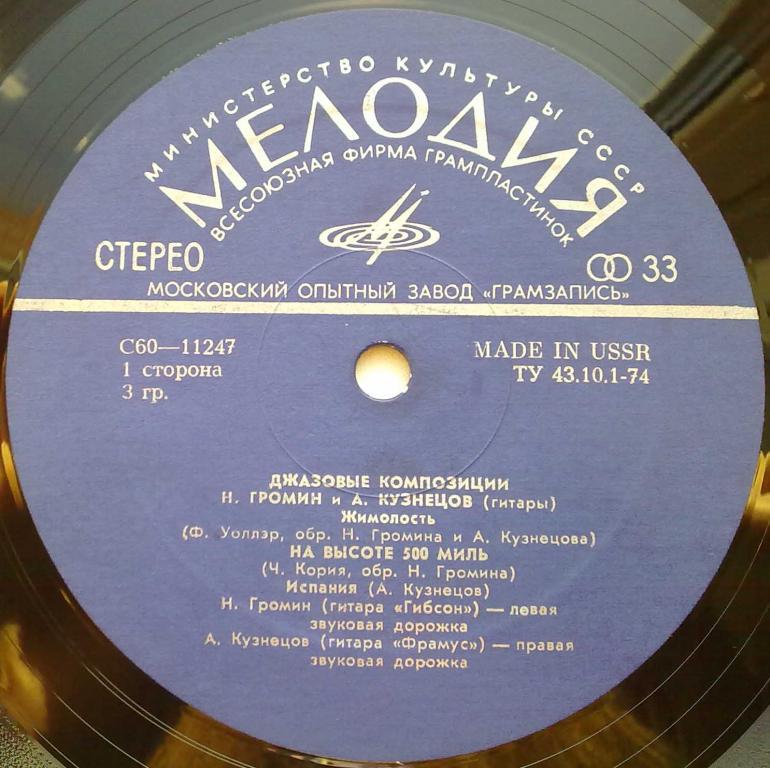 МИНИСТЕРСТВО КУЛЬТУРЫ СССР
МЕЛОДИЯ
ВСЕСОЮЗНАЯ ФИРМА ГРАМПЛАСТИНОК
СТЕРЕО 33
МОСКОВСКИЙ ОПЫТНЫЙ ЗАВОД «ГРАМЗАПИСЬ»
С60—11247 MADE IN USSR
1 сторона ТУ 43.10.1-74
3 гр.
ДЖАЗОВЫЕ КОМПОЗИЦИИ
Н. ГРОМИН и А. КУЗНЕЦОВ (гитары)
Жимолость
(Ф. Уоллэр, обр. Н. Громина и А. Кузнецова)
НА ВЫСОТЕ 500 МИЛЬ
(Ч. Кория, обр. Н. Громина)
Испания (А. Кузнецов)
Н. Громин (гитара «Гибсон») — левая
звуковая дорожка
А. Кузнецов (гитара «Фрамус») — правая
звуковая дорожка